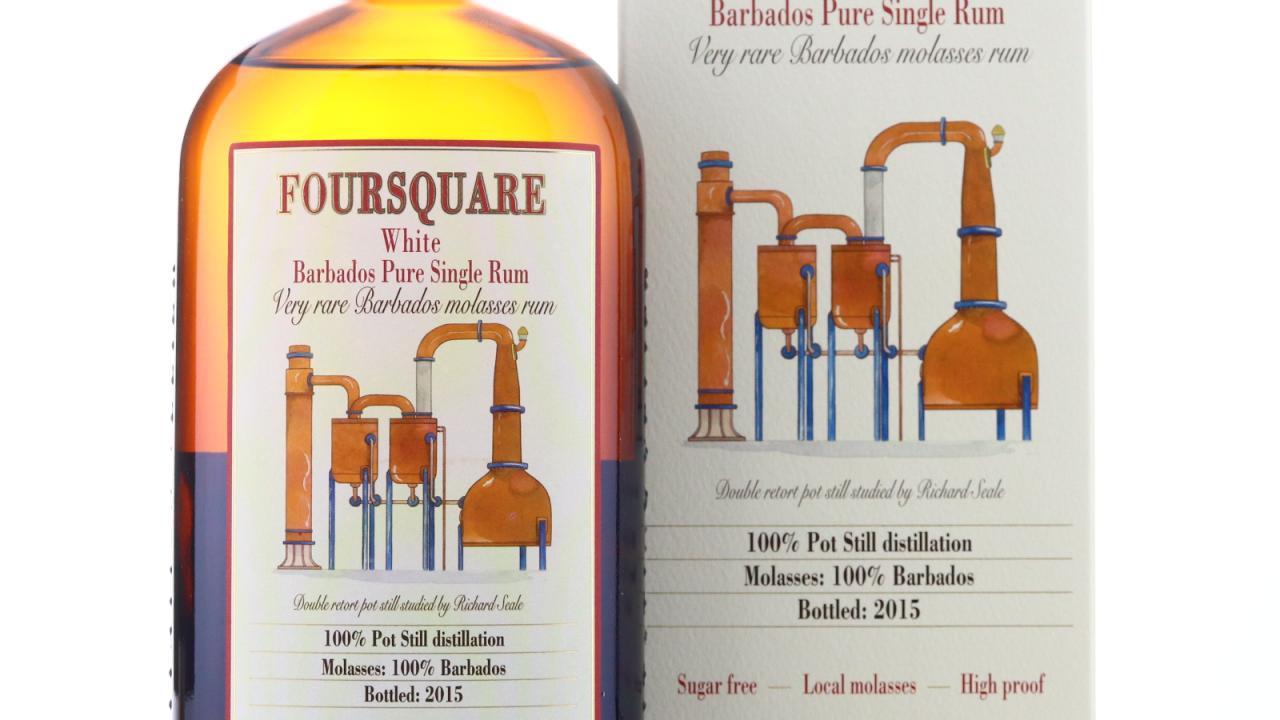 FOURSQUARE
White
Barbados Pure Single Rum
Very rare Barbados molasses rum
Double retort pot still studied by Richard Seale
100% Pot Still distillation
Molasses: 100% Barbados
Bottled: 2015
Barbados Pure Single Rum
Very rare Barbados molasses rum
Double retort pot still studied by Richard Seale
100% Pot Still distillation
Molasses: 100% Barbados
Bottled: 2015
Sugar free — Local molasses — High proof